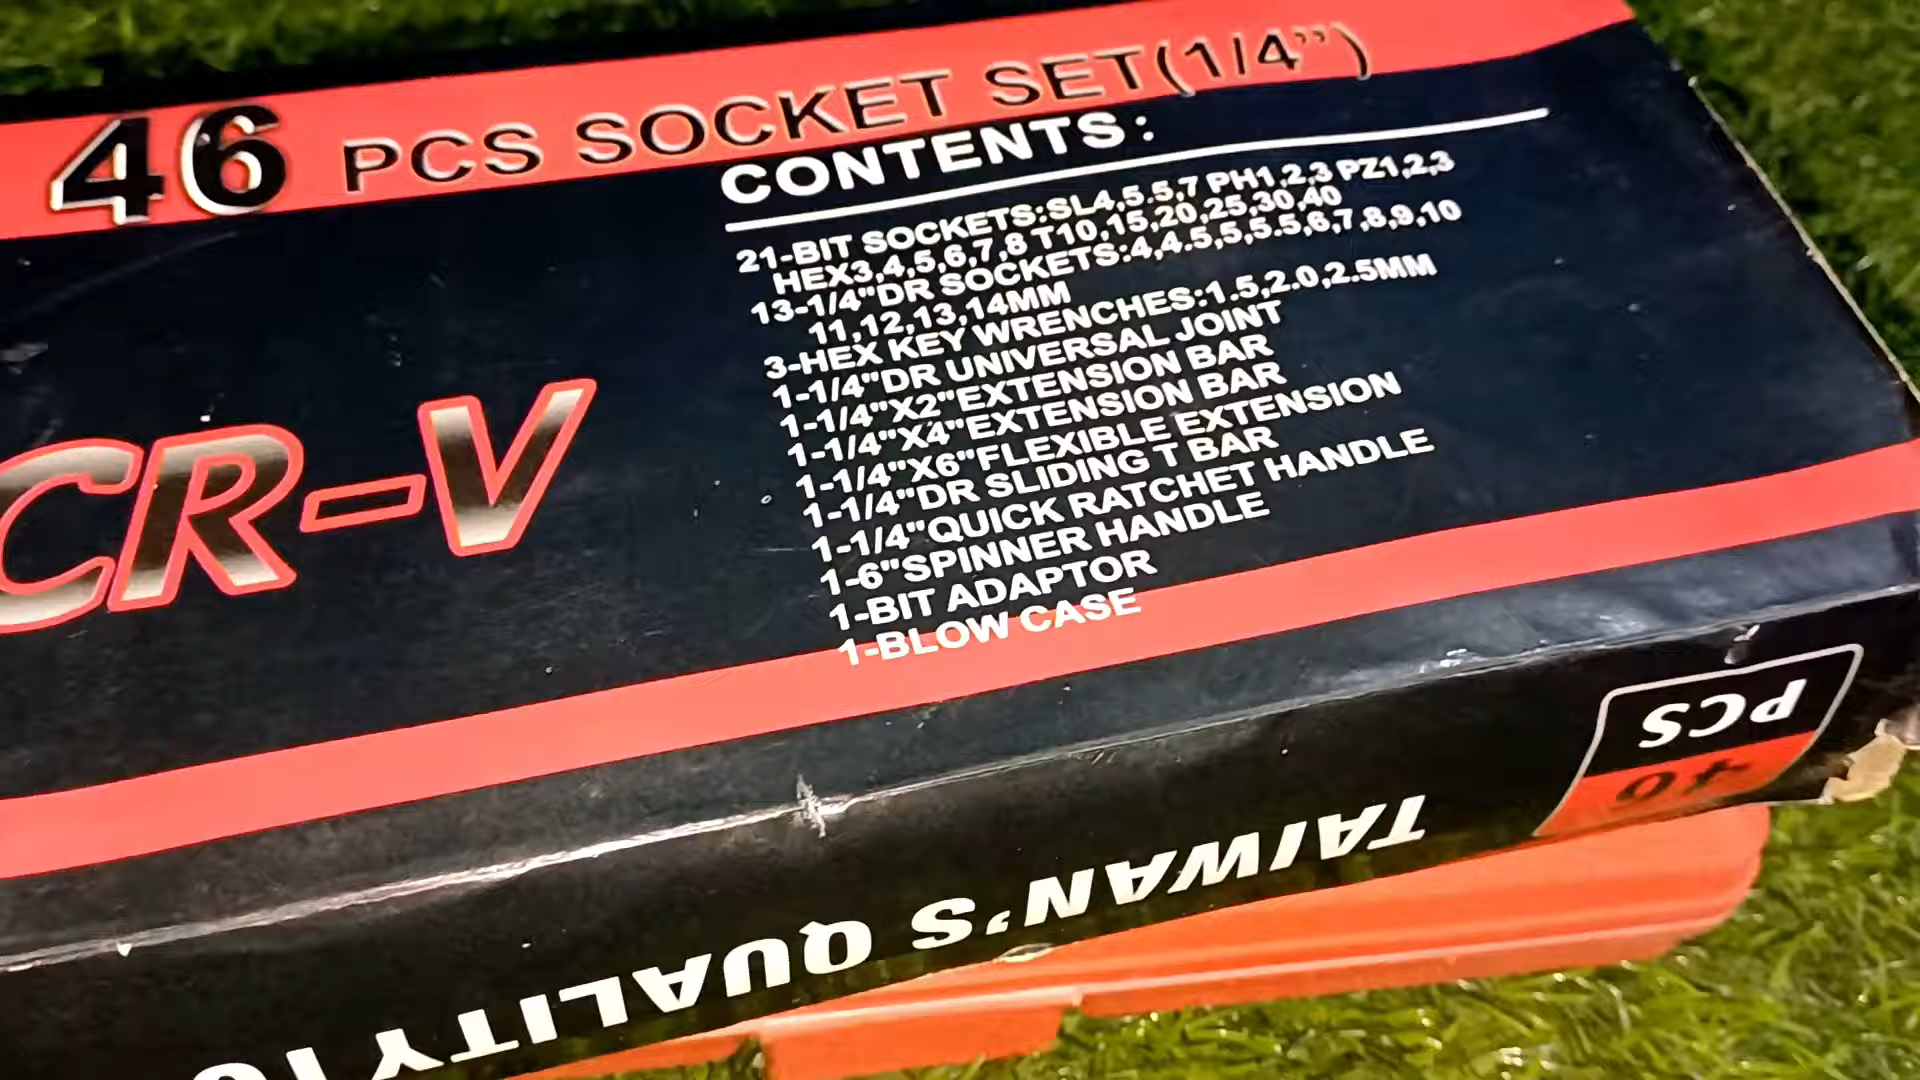 46 PCS SOCKET SET(1/4”)
CONTENTS:
21-BIT SOCKETS:SL4,5.5,7 PH1,2,3 PZ1,2,3
HEX3,4,5,6,7,8 T10,15,20,25,30,40
13-1/4"DR SOCKETS:4,4.5,5,5.5,6,7,8,9,10
11,12,13,14MM
3-HEX KEY WRENCHES:1.5,2.0,2.5MM
1-1/4"DR UNIVERSAL JOINT
1-1/4"X2"EXTENSION BAR
1-1/4"X4"EXTENSION BAR
1-1/4"X6"FLEXIBLE EXTENSION
1-1/4"DR SLIDING T BAR
1-1/4"QUICK RATCHET HANDLE
1-6"SPINNER HANDLE
1-BIT ADAPTOR
1-BLOW CASE
CR-V
46
PCS
TAIWAN'S QUALITY